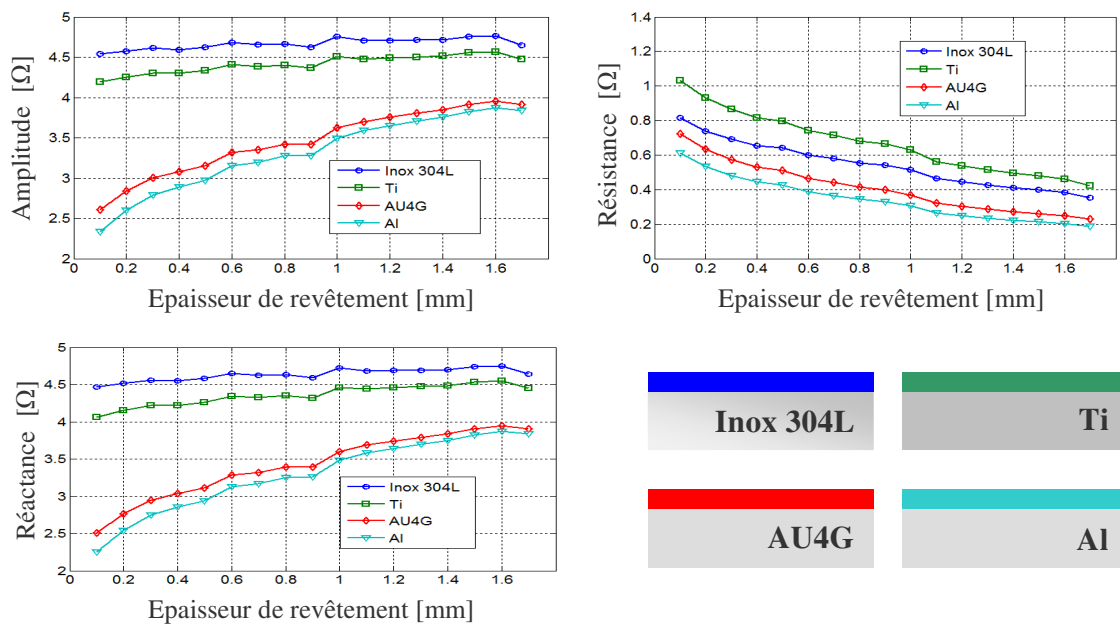 Amplitude [Ω]
5
4.5
4
3.5
3
2.5
2
0 0.2 0.4 0.6 0.8 1 1.2 1.4 1.6
Inox 304L
Ti
AU4G
Al
Epaisseur de revêtement [mm]
Résistance [Ω]
1.4
1.2
1
0.8
0.6
0.4
0.2
0
0 0.2 0.4 0.6 0.8 1 1.2 1.4 1.6
Inox 304L
Ti
AU4G
Al
Epaisseur de revêtement [mm]
Réactance [Ω]
5
4.5
4
3.5
3
2.5
2
0 0.2 0.4 0.6 0.8 1 1.2 1.4 1.6
Inox 304L
Ti
AU4G
Al
Epaisseur de revêtement [mm]
Inox 304L
Ti
AU4G
Al